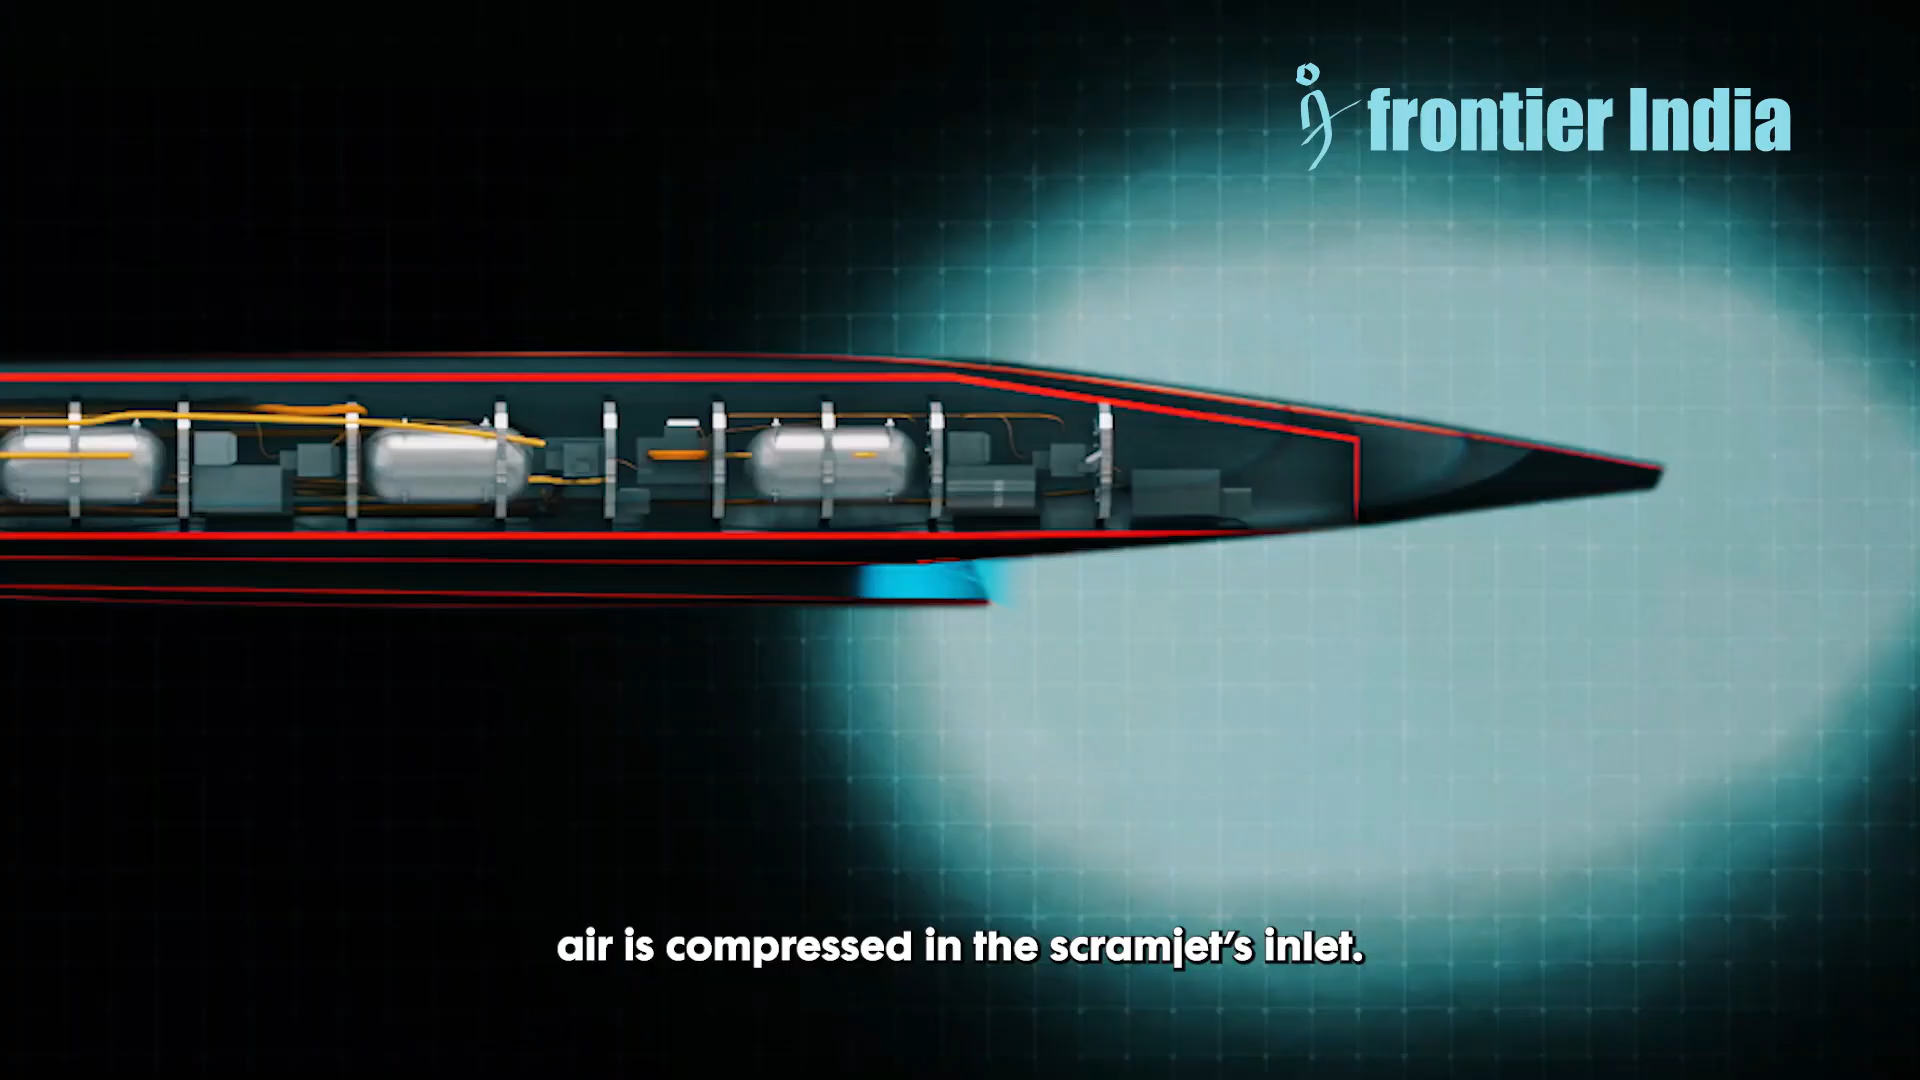 frontier India
air is compressed in the scramjet's inlet.